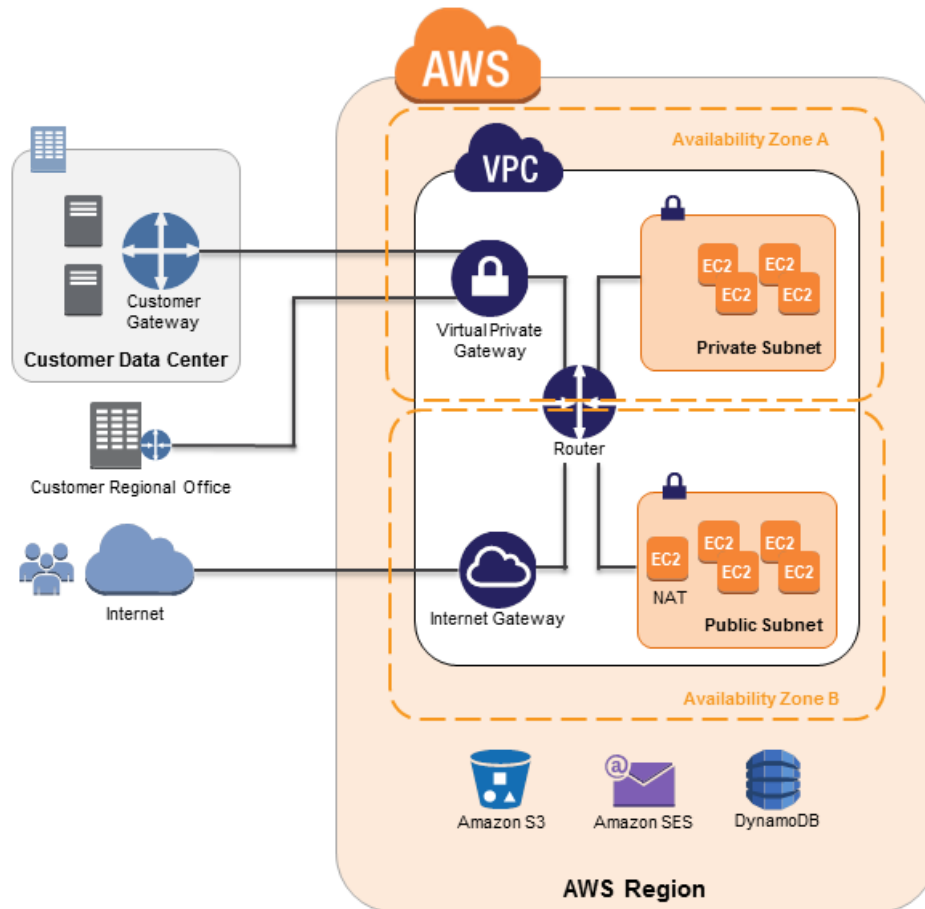 AWS
Availability Zone A
VPC
EC2
EC2
EC2
EC2
Private Subnet
Customer
Gateway
Customer Data Center
Virtual Private
Gateway
Router
Customer Regional Office
EC2
EC2
EC2
EC2
EC2
NAT
Public Subnet
Internet
Internet Gateway
Availability Zone B
@
Amazon S3
Amazon SES
DynamoDB
AWS Region